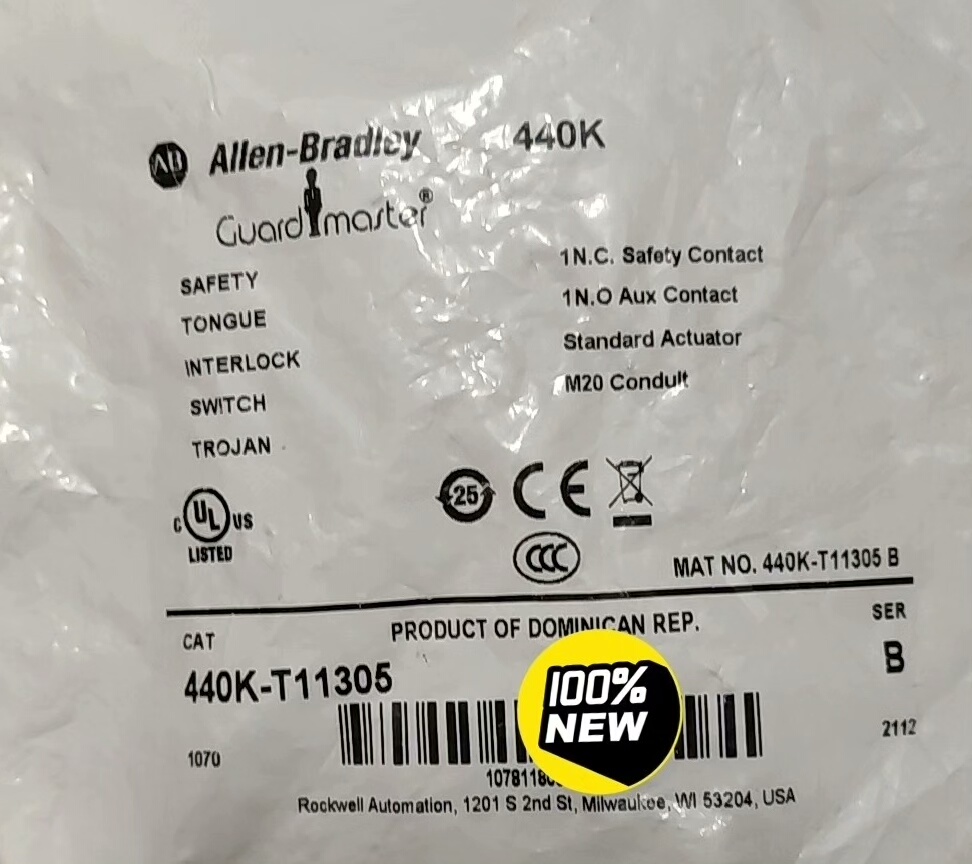 AB Allen-Bradley 440K
Guardmaster®
SAFETY
TONGUE
INTERLOCK
SWITCH
TROJAN
1N.C. Safety Contact
1N.O Aux Contact
Standard Actuator
M20 Conduit
C UL US
LISTED
25 CE
CCC
MAT NO. 440K-T11305 B
CAT
PRODUCT OF DOMINICAN REP.
SER
440K-T11305
B
100%
NEW
1070
2112
Rockwell Automation, 1201 S 2nd St, Milwaukee, WI 53204, USA